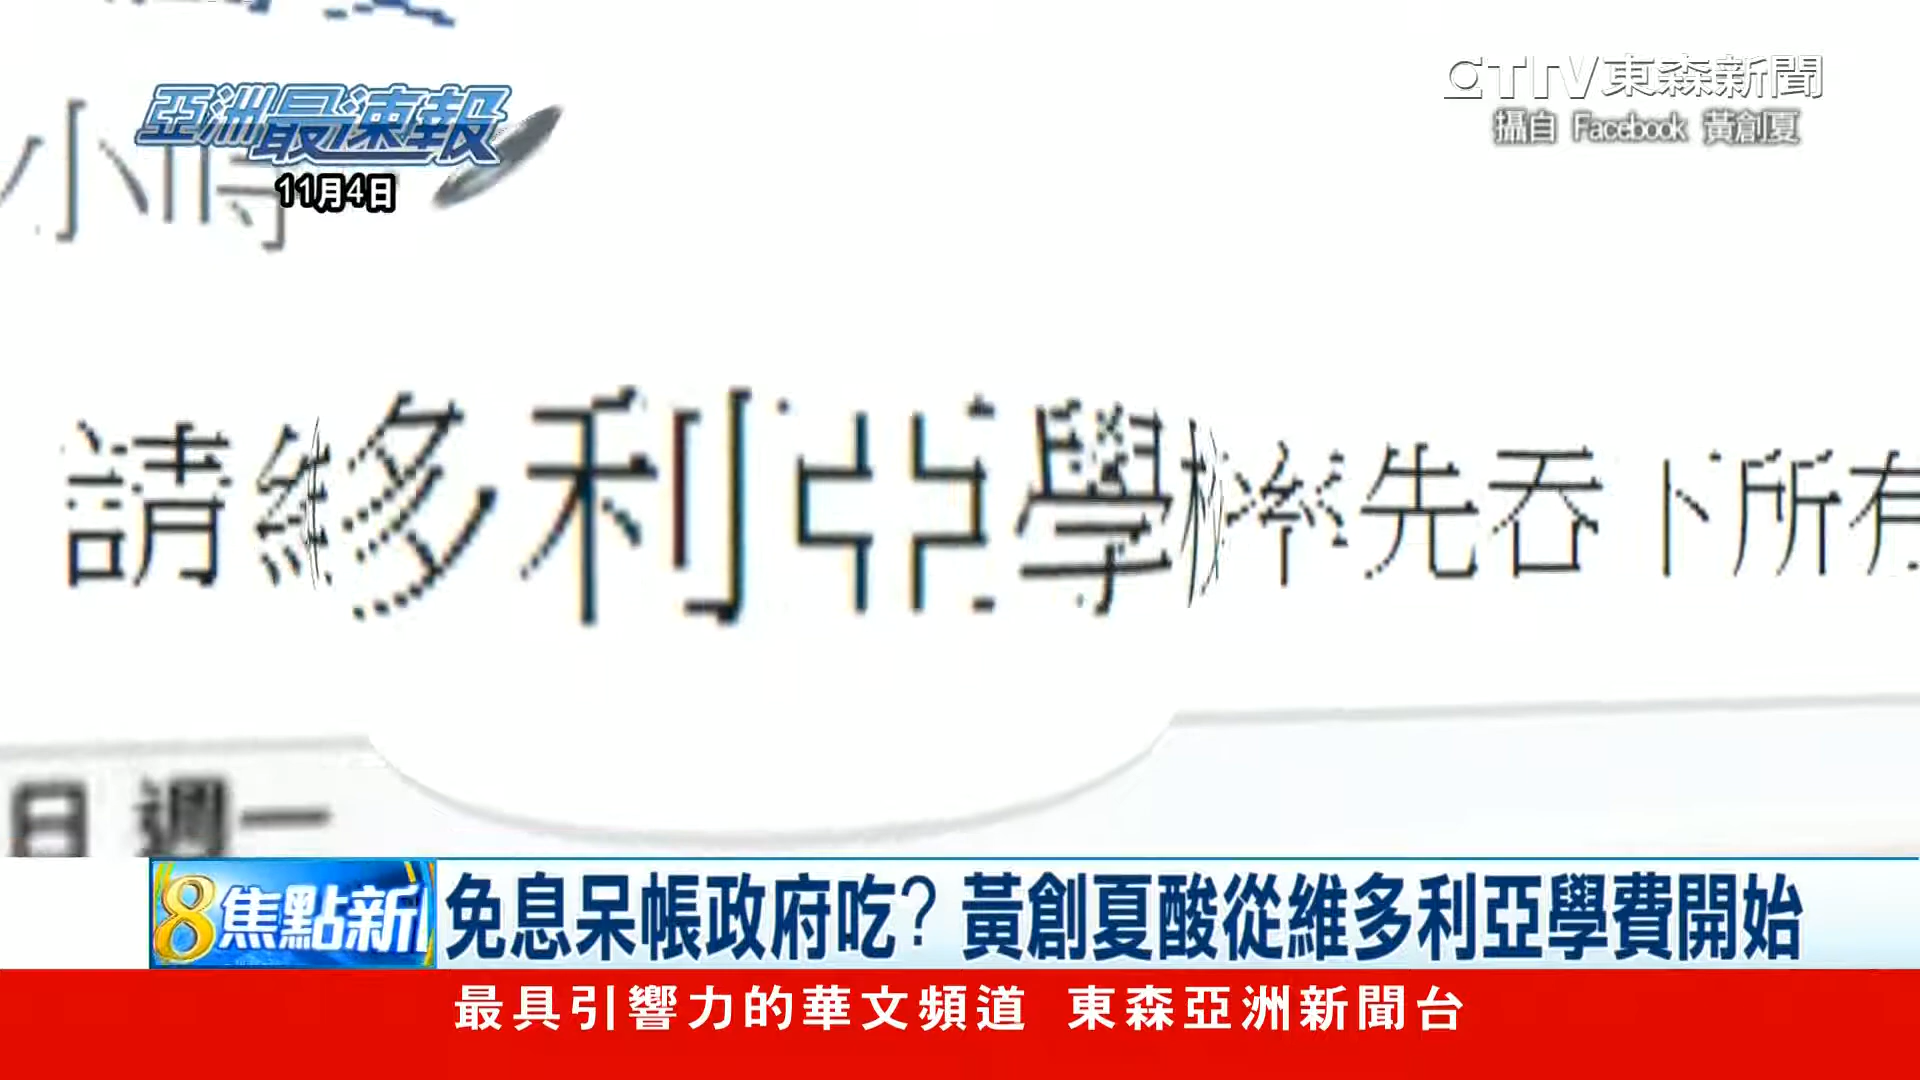 亞洲最速報
11月4日
ETTV東森新聞
攝自 Facebook 黃創夏
小時
請維多利亞學校率先吞下所有
日 週一
8焦點新
免息呆帳政府吃? 黃創夏酸從維多利亞學費開始
最具引響力的華文頻道 東森亞洲新聞台